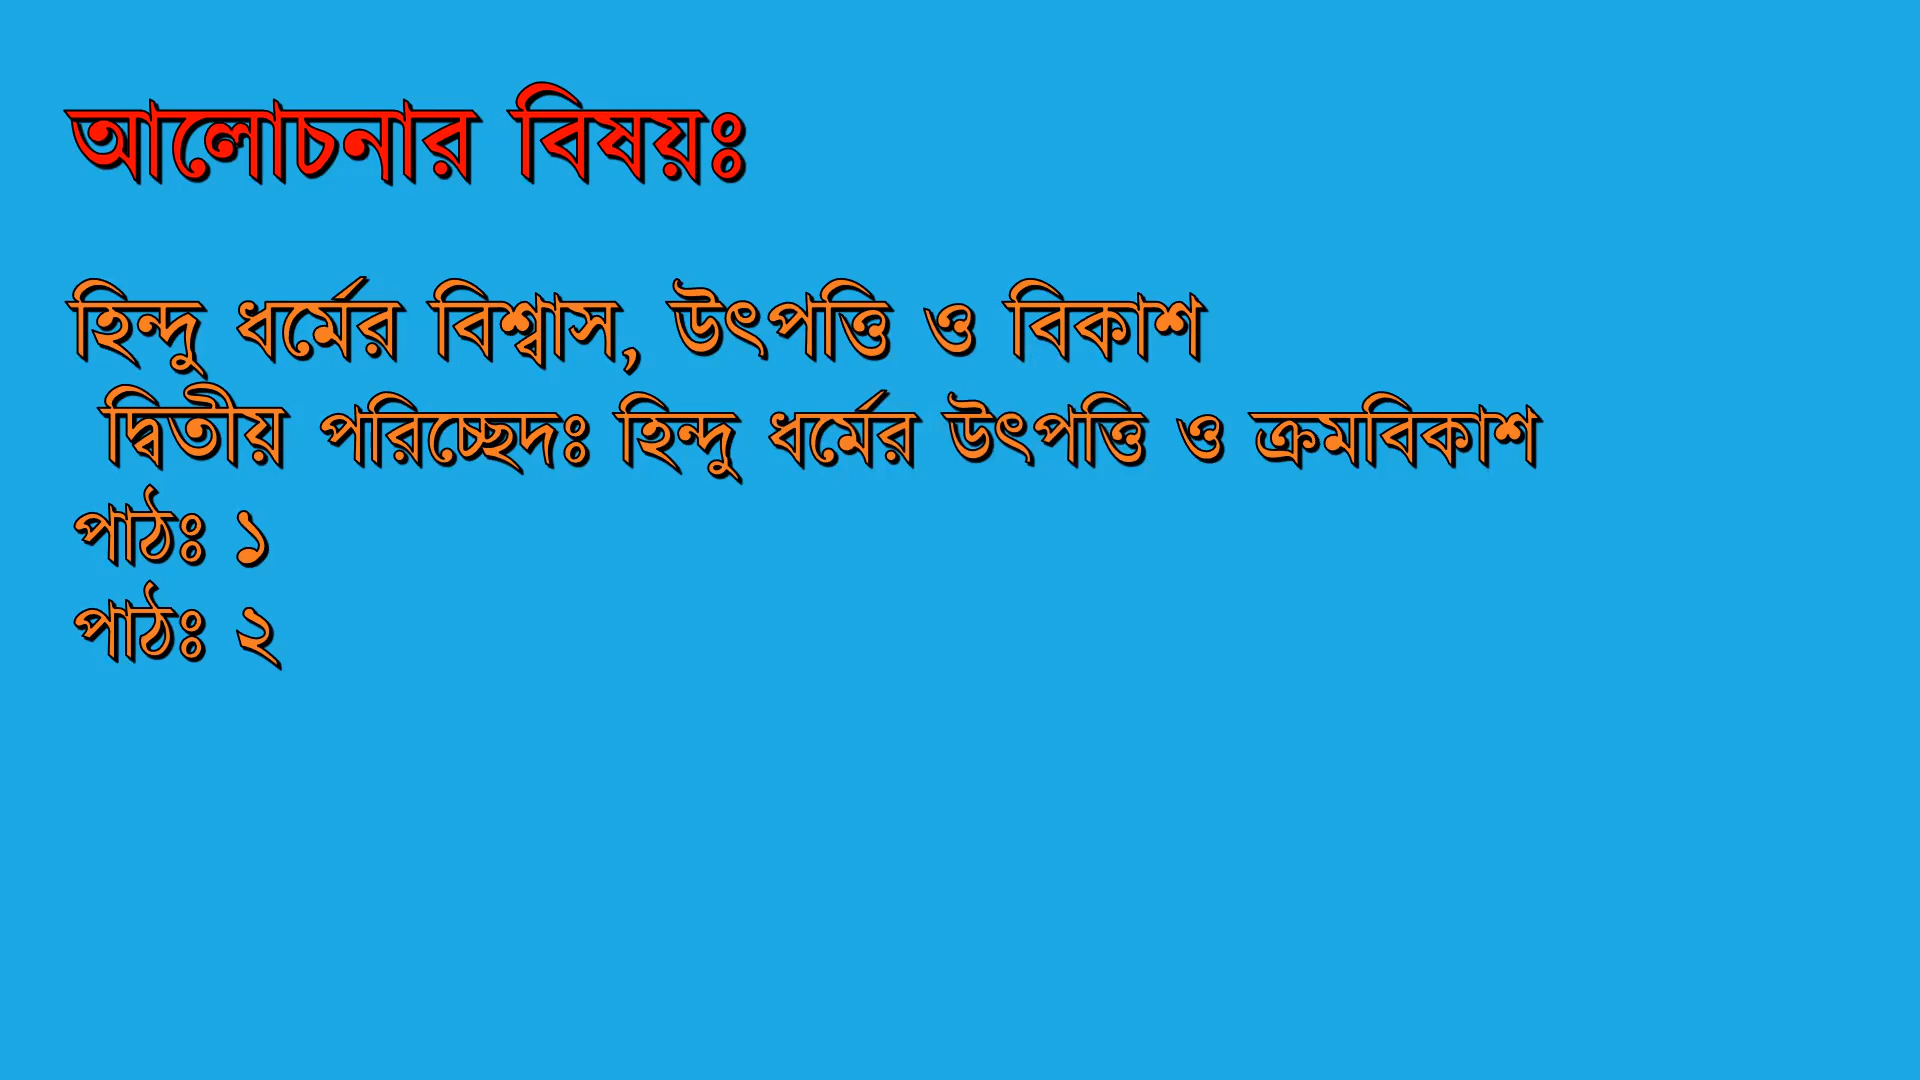 আলোচনার বিষয়ঃ
হিন্দু ধর্মের বিশ্বাস, উৎপত্তি ও বিকাশ
দ্বিতীয় পরিচ্ছেদঃ হিন্দু ধর্মের উৎপত্তি ও ক্রমবিকাশ
পাঠঃ ১
পাঠঃ ২